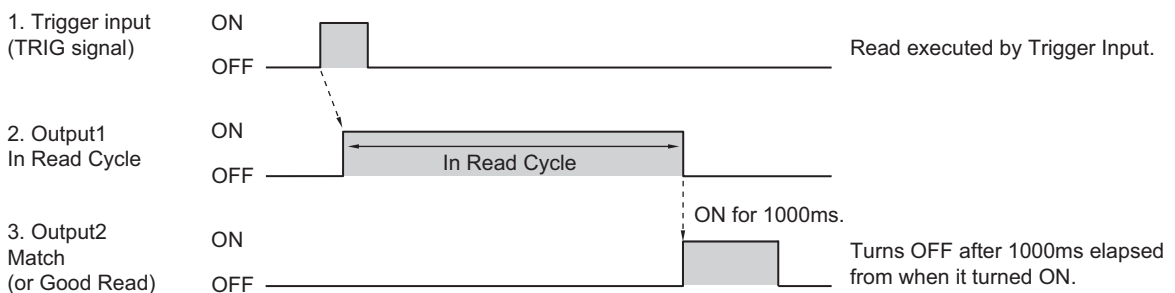 1. Trigger input
(TRIG signal)
ON
OFF
Read executed by Trigger Input.
2. Output1
In Read Cycle
ON
OFF
In Read Cycle
3. Output2
Match
(or Good Read)
ON
OFF
ON for 1000ms.
Turns OFF after 1000ms elapsed
from when it turned ON.